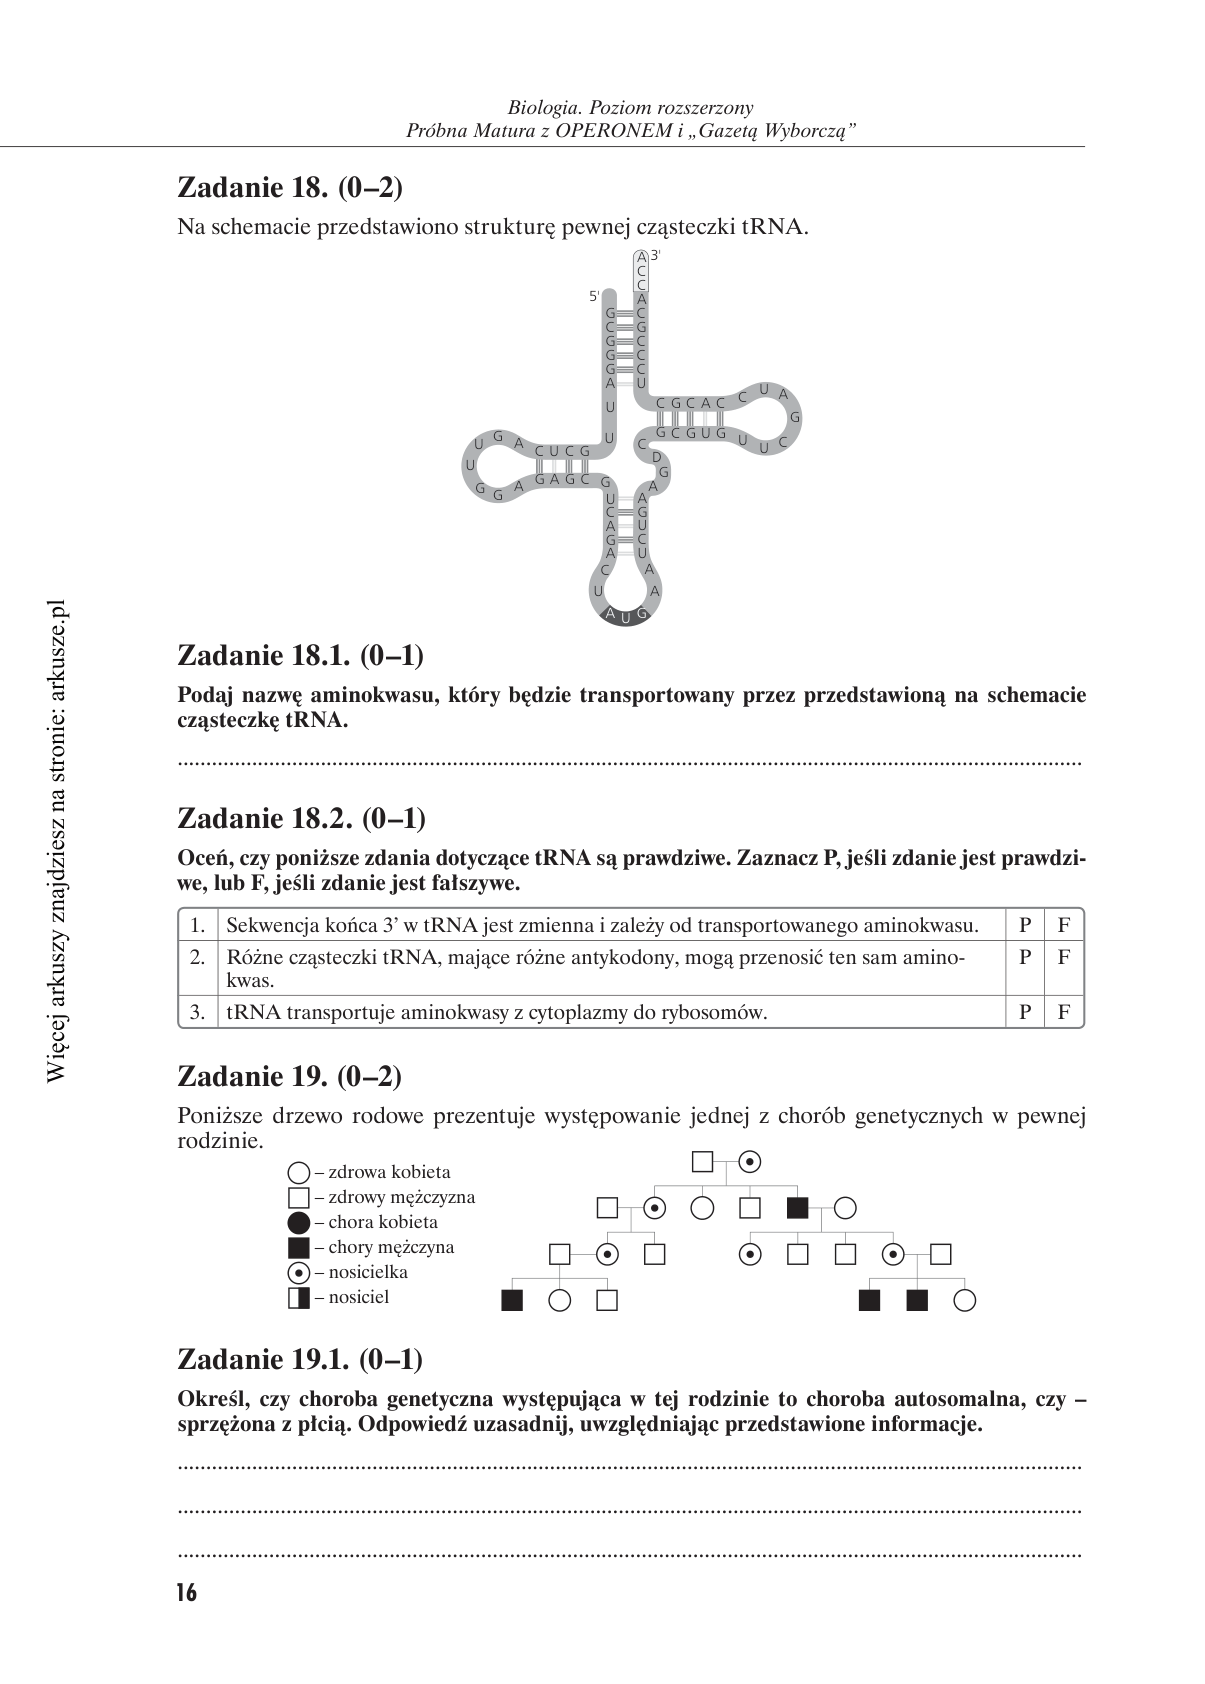 Biologia. Poziom rozszerzony
Próbna Matura z OPERONEM i „Gazetą Wyborczą”
Zadanie 18. (0–2)
Na schemacie przedstawiono strukturę pewnej cząsteczki tRNA.
A 3'
C
C
A
5'
G C
C G
G C
G C
G C
A U
U
U
C G C A C C U A G C U U G U G C G
C D G A
G C U C A G U U G G A G A G C G
U A
C G
A U
G C
A U
C A
U A
A U G
Zadanie 18.1. (0–1)
Podaj nazwę aminokwasu, który będzie transportowany przez przedstawioną na schemacie
cząsteczkę tRNA.
Zadanie 18.2. (0–1)
Oceń, czy poniższe zdania dotyczące tRNA są prawdziwe. Zaznacz P, jeśli zdanie jest prawdzi-
we, lub F, jeśli zdanie jest fałszywe.
1. Sekwencja końca 3’ w tRNA jest zmienna i zależy od transportowanego aminokwasu. P F
2. Różne cząsteczki tRNA, mające różne antykodony, mogą przenosić ten sam amino- P F
kwas.
3. tRNA transportuje aminokwasy z cytoplazmy do rybosomów. P F
Zadanie 19. (0–2)
Poniższe drzewo rodowe prezentuje występowanie jednej z chorób genetycznych w pewnej
rodzinie.
– zdrowa kobieta
– zdrowy mężczyzna
– chora kobieta
– chory mężczyna
– nosicielka
– nosiciel
Zadanie 19.1. (0–1)
Określ, czy choroba genetyczna występująca w tej rodzinie to choroba autosomalna, czy –
sprzężona z płcią. Odpowiedź uzasadnij, uwzględniając przedstawione informacje.
16
Więcej arkuszy znajdziesz na stronie: arkusze.pl